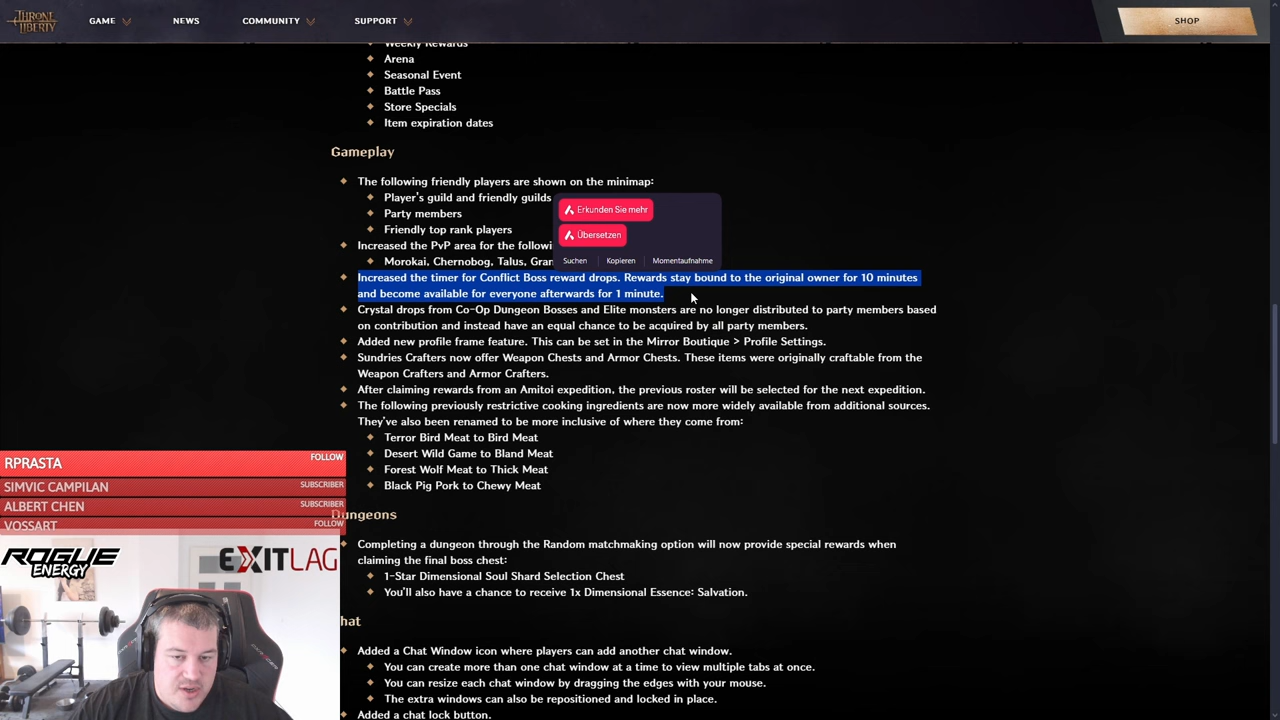 THRONE
LIBERTY
GAME
NEWS
COMMUNITY
SUPPORT
SHOP
Weekly Rewards
Arena
Seasonal Event
Battle Pass
Store Specials
Item expiration dates
Gameplay
The following friendly players are shown on the minimap:
Player's guild and friendly guilds
Party members
Friendly top rank players
Increased the PvP area for the followi
Morokai, Chernobog, Talus, Gran
Erkunden Sie mehr
Übersetzen
Suchen Kopieren Momentaufnahme
Increased the timer for Conflict Boss reward drops. Rewards stay bound to the original owner for 10 minutes
and become available for everyone afterwards for 1 minute.
Crystal drops from Co-Op Dungeon Bosses and Elite monsters are no longer distributed to party members based
on contribution and instead have an equal chance to be acquired by all party members.
Added new profile frame feature. This can be set in the Mirror Boutique > Profile Settings.
Sundries Crafters now offer Weapon Chests and Armor Chests. These items were originally craftable from the
Weapon Crafters and Armor Crafters.
After claiming rewards from an Amitoi expedition, the previous roster will be selected for the next expedition.
The following previously restrictive cooking ingredients are now more widely available from additional sources.
They've also been renamed to be more inclusive of where they come from:
Terror Bird Meat to Bird Meat
Desert Wild Game to Bland Meat
Forest Wolf Meat to Thick Meat
Black Pig Pork to Chewy Meat
Dungeons
Completing a dungeon through the Random matchmaking option will now provide special rewards when
claiming the final boss chest:
1-Star Dimensional Soul Shard Selection Chest
You'll also have a chance to receive 1x Dimensional Essence: Salvation.
hat
Added a Chat Window icon where players can add another chat window.
You can create more than one chat window at a time to view multiple tabs at once.
You can resize each chat window by dragging the edges with your mouse.
The extra windows can also be repositioned and locked in place.
Added a chat lock button.
RPRASTA FOLLOW
SIMVIC CAMPILAN SUBSCRIBER
ALBERT CHEN SUBSCRIBER
VOSSART FOLLOW
ROGUE
ENERGY
EXITLAG